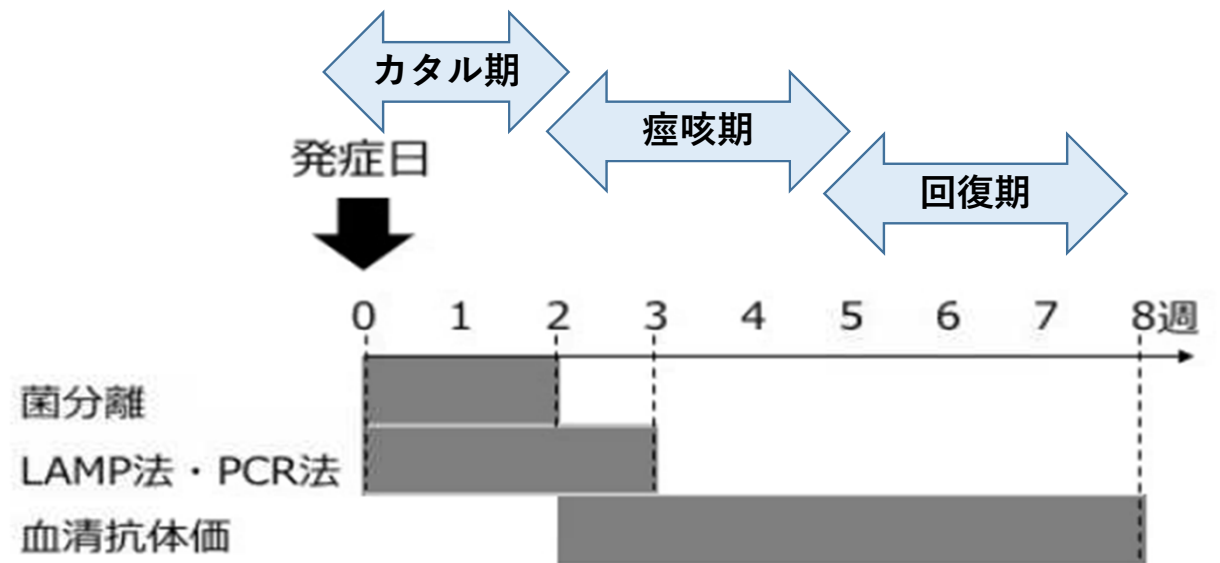 カタル期
痙咳期
回復期
発症日
0 1 2 3 4 5 6 7 8週
菌分離
LAMP法・PCR法
血清抗体価